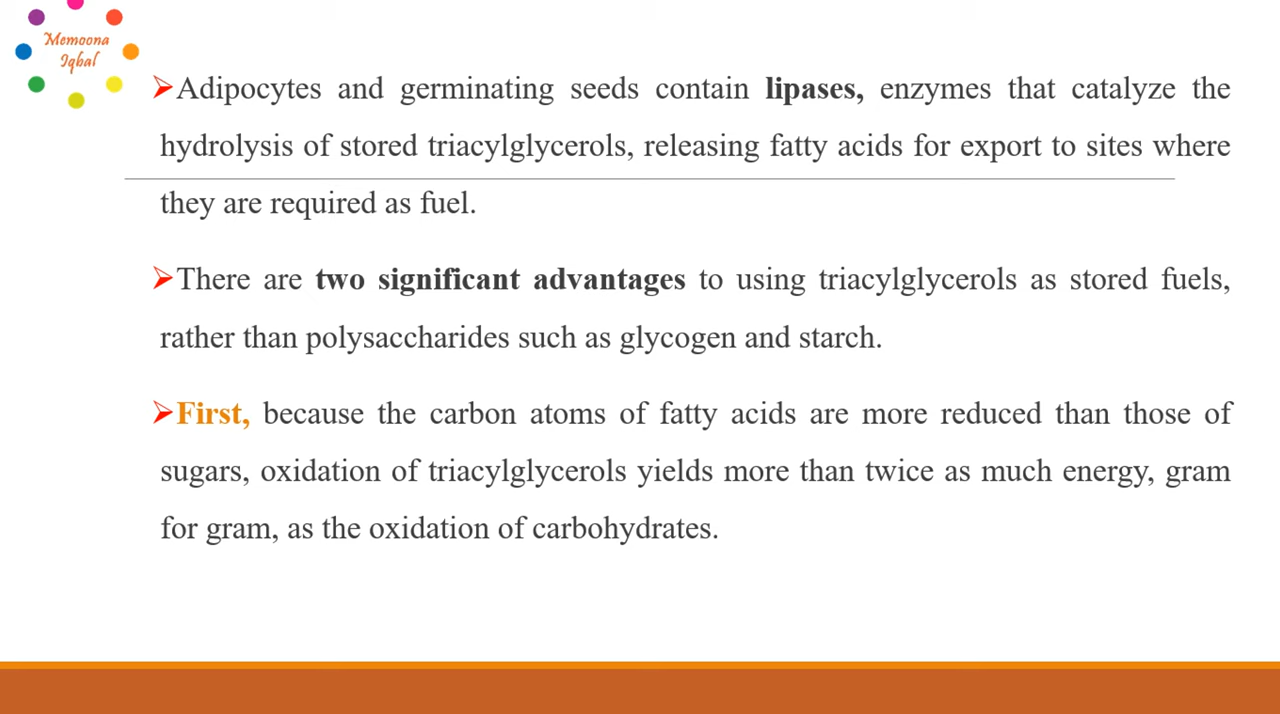 Memoona
Iqbal
➢Adipocytes and germinating seeds contain lipases, enzymes that catalyze the
hydrolysis of stored triacylglycerols, releasing fatty acids for export to sites where
they are required as fuel.
➢There are two significant advantages to using triacylglycerols as stored fuels,
rather than polysaccharides such as glycogen and starch.
➢First, because the carbon atoms of fatty acids are more reduced than those of
sugars, oxidation of triacylglycerols yields more than twice as much energy, gram
for gram, as the oxidation of carbohydrates.